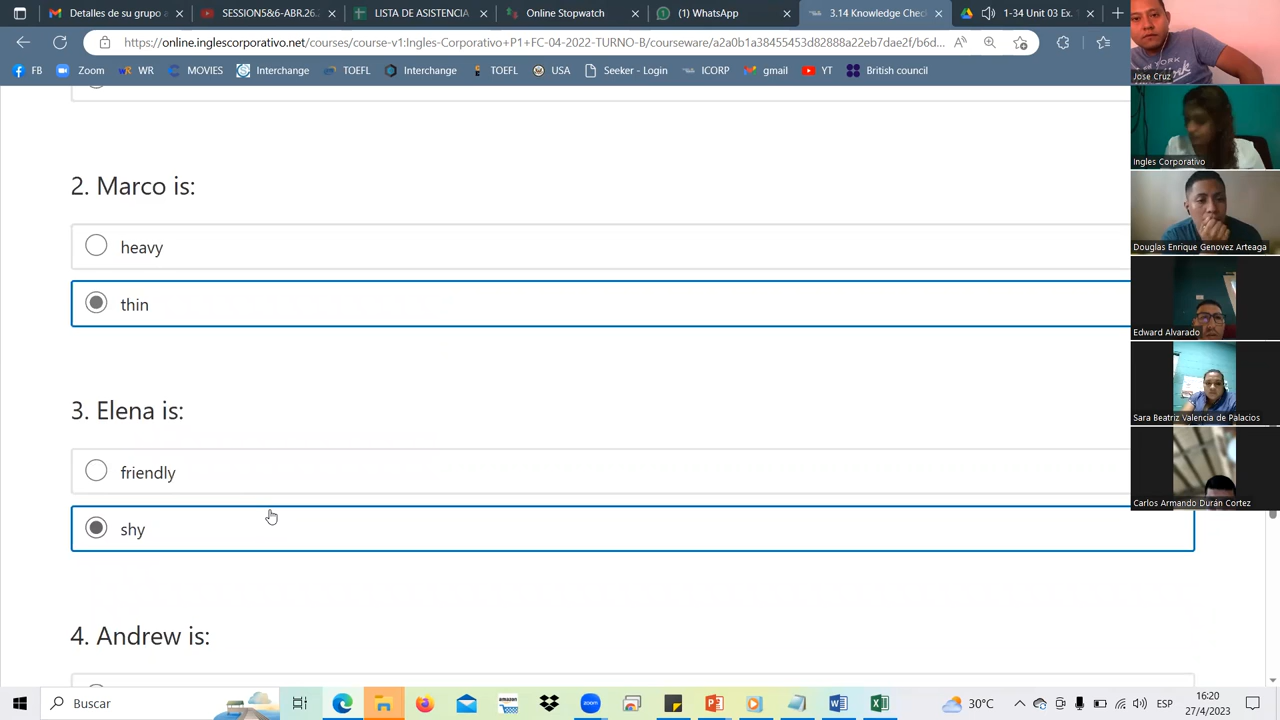 Detalles de su grupo a
SESSION5&6-ABR.26.
LISTA DE ASISTENCIA
Online Stopwatch
(1) WhatsApp
3.14 Knowledge Chec
1-34 Unit 03 Ex. 1
https://online.inglescorporativo.net/courses/course-v1:Ingles-Corporativo+P1+FC-04-2022-TURNO-B/courseware/a2a0b1a38455453d82888a22eb7dae2f/b6d...
FB
Zoom
WR
MOVIES
Interchange
TOEFL
Interchange
TOEFL
USA
Seeker - Login
ICORP
gmail
YT
British council
Jose Cruz
Ingles Corporativo
Douglas Enrique Genovez Arteaga
Edward Alvarado
Sara Beatriz Valencia de Palacios
Carlos Armando Durán Cortez
2. Marco is:
heavy
thin
3. Elena is:
friendly
shy
4. Andrew is:
Buscar
30°C
ESP
16:20
27/4/2023